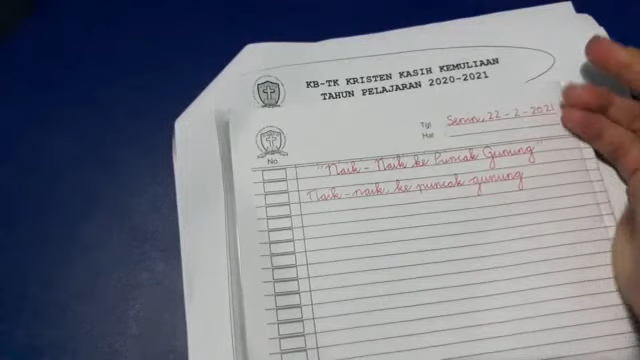 KB-TK KRISTEN KASIH KEMULIAAN
TAHUN PELAJARAN 2020-2021
Tgl Senin, 22-2-2021
Hal
No
"Naik - Naik ke Puncak Gunung"
Naik - naik ke puncak gunung